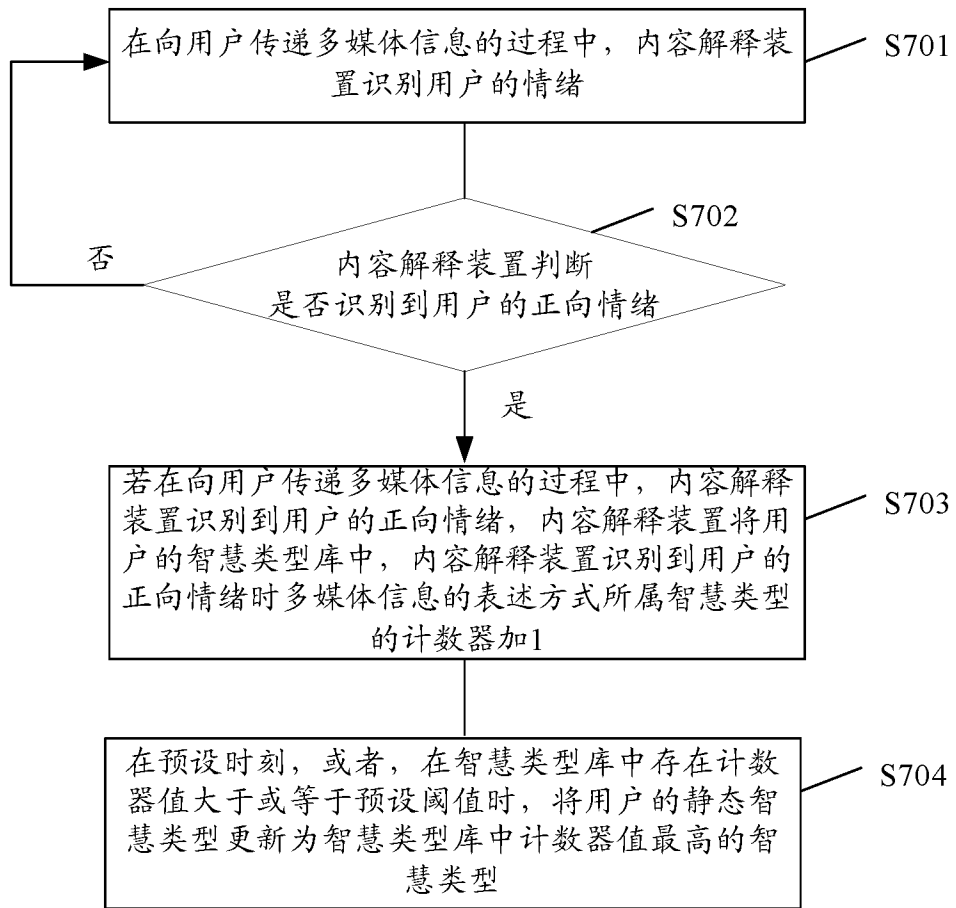 在向用户传递多媒体信息的过程中，内容解释装
置识别用户的情绪
S701
S702
否
内容解释装置判断
是否识别到用户的正向情绪
是
若在向用户传递多媒体信息的过程中，内容解释
装置识别到用户的正向情绪，内容解释装置将用
户的智慧类型库中，内容解释装置识别到用户的
正向情绪时多媒体信息的表述方式所属智慧类型
的计数器加1
S703
在预设时刻，或者，在智慧类型库中存在计数
器值大于或等于预设阈值时，将用户的静态智
慧类型更新为智慧类型库中计数器值最高的智
慧类型
S704